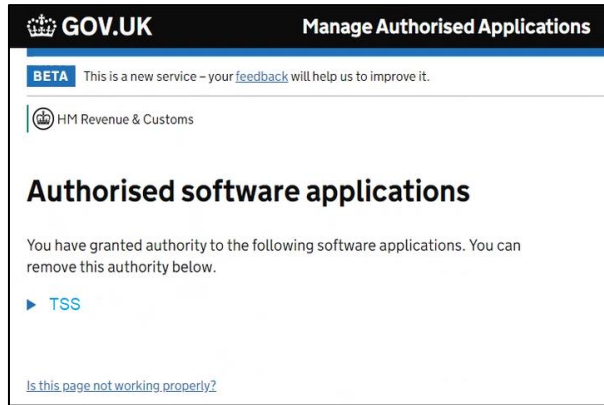 GOV.UK Manage Authorised Applications
BETA This is a new service – your feedback will help us to improve it.
HM Revenue & Customs
Authorised software applications
You have granted authority to the following software applications. You can
remove this authority below.
TSS
Is this page not working properly?